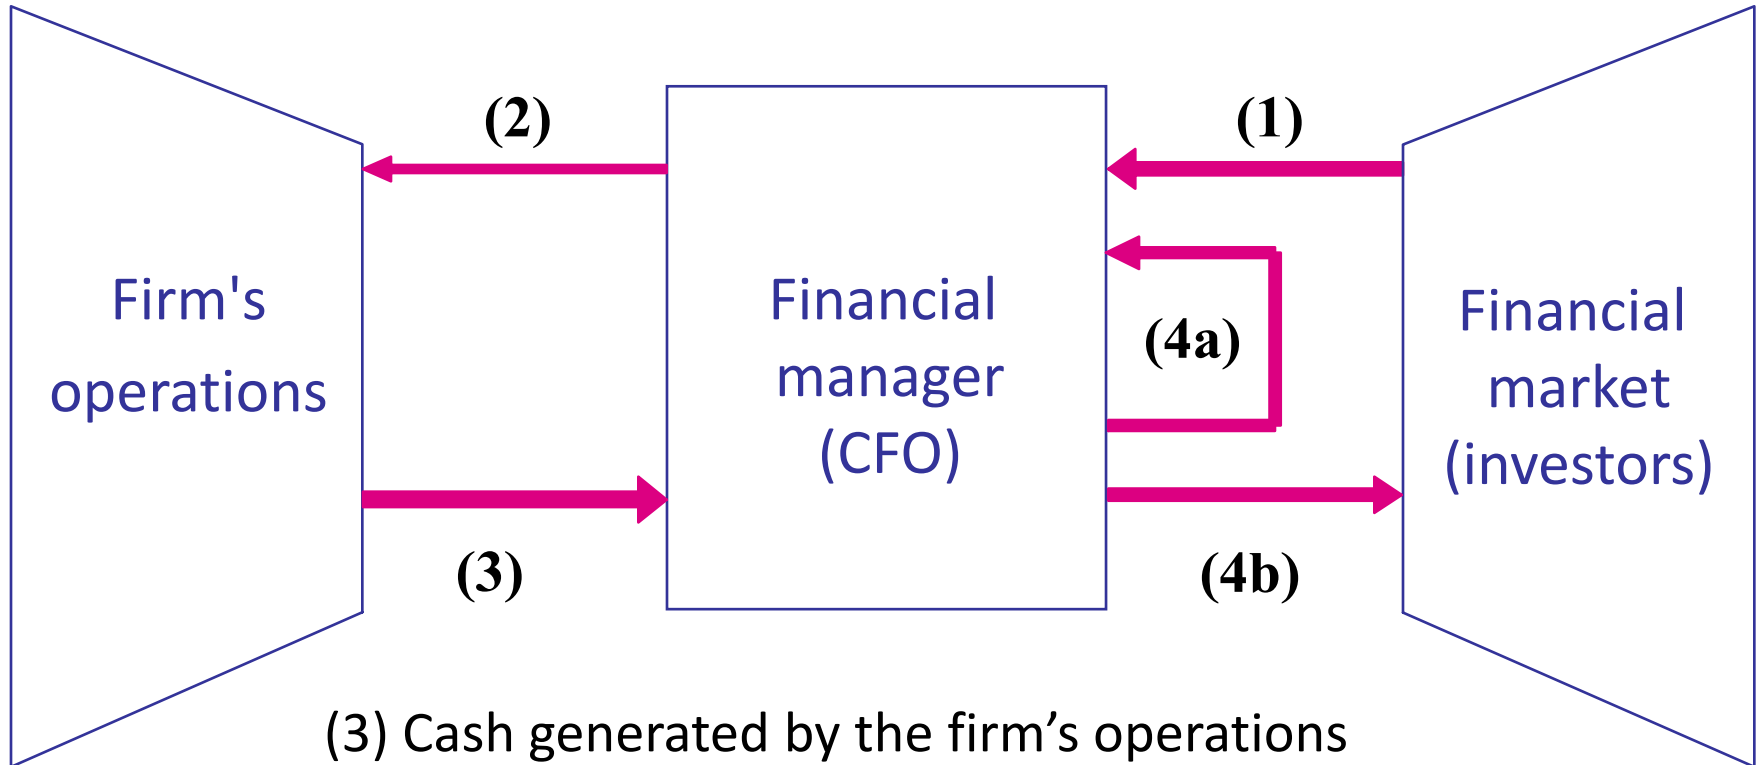 (2)
(1)
Firm's
operations
Financial
manager
(CFO)
(4a)
Financial
market
(investors)
(3)
(4b)
(3) Cash generated by the firm’s operations